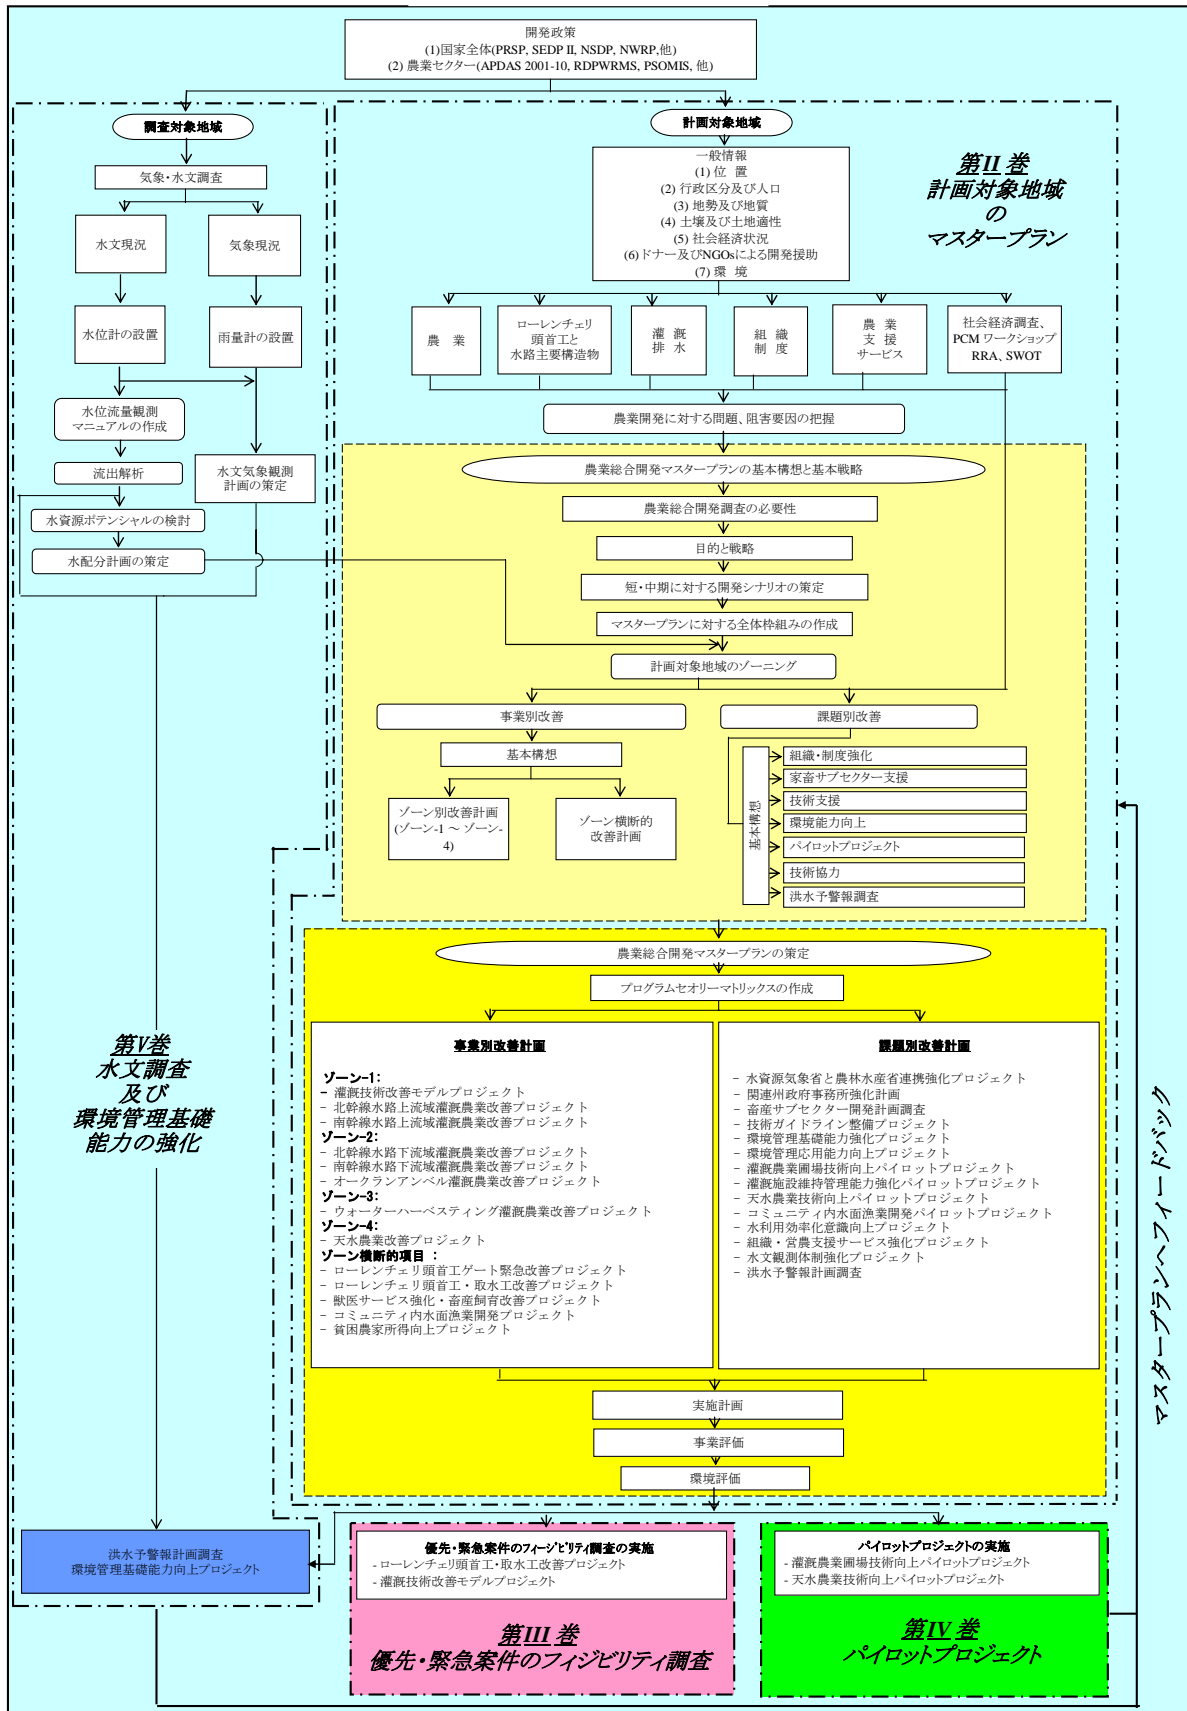 開発政策
(1)国家全体(PRSP, SEDP II, NSDP, NWRP,他)
(2) 農業セクター(APDAS 2001-10, RDPWRMS, PSOMIS, 他)
調査対象地域
気象・水文調査
水文現況
気象現況
水位計の設置
雨量計の設置
水位流量観測
マニュアルの作成
流出解析
水文気象観測
計画の策定
水資源ポテンシャルの検討
水配分計画の策定
計画対象地域
一般情報
(1) 位 置
(2) 行政区分及び人口
(3) 地勢及び地質
(4) 土壌及び土地適性
(5) 社会経済状況
(6)ドナー及びNGOsによる開発援助
(7) 環 境
第II 巻
計画対象地域
の
マスタープラン
農 業
ローレンチェリ
頭首工と
水路主要構造物
灌 漑
排 水
組 織
制 度
農 業
支 援
サービス
社会経済調査、
PCM ワークショップ
RRA、SWOT
農業開発に対する問題、阻害要因の把握
農業総合開発マスタープランの基本構想と基本戦略
農業総合開発調査の必要性
目的と戦略
短・中期に対する開発シナリオの策定
マスタープランに対する全体枠組みの作成
計画対象地域のゾーニング
事業別改善
課題別改善
基本構想
ゾーン別改善計画
(ゾーン-1 ～ ゾーン-
4)
ゾーン横断的
改善計画
基本構想
組織・制度強化
家畜サブセクター支援
技術支援
環境能力向上
パイロットプロジェクト
技術協力
洪水予警報調査
農業総合開発マスタープランの策定
プログラムセオリーマトリックスの作成
事業別改善計画
ゾーン-1:
- 灌漑技術改善モデルプロジェクト
- 北幹線水路上流域灌漑農業改善プロジェクト
- 南幹線水路上流域灌漑農業改善プロジェクト
ゾーン-2:
- 北幹線水路下流域灌漑農業改善プロジェクト
- 南幹線水路下流域灌漑農業改善プロジェクト
- オークランアンベル灌漑農業改善プロジェクト
ゾーン-3:
- ウォーターハーベスティング灌漑農業改善プロジェクト
ゾーン-4:
- 天水農業改善プロジェクト
ゾーン横断的項目 :
- ローレンチェリ頭首工ゲート緊急改善プロジェクト
- ローレンチェリ頭首工・取水工改善プロジェクト
- 獣医サービス強化・畜産飼育改善プロジェクト
- コミュニティ内水面漁業開発プロジェクト
- 貧困農家所得向上プロジェクト
課題別改善計画
- 水資源気象省と農林水産省連携強化プロジェクト
- 関連州政府事務所強化計画
- 畜産サブセクター開発計画調査
- 技術ガイドライン整備プロジェクト
- 環境管理基礎能力強化プロジェクト
- 環境管理応用能力向上プロジェクト
- 灌漑農業圃場技術向上パイロットプロジェクト
- 灌漑施設維持管理能力強化パイロットプロジェクト
- 天水農業技術向上パイロットプロジェクト
- コミュニティ内水面漁業開発パイロットプロジェクト
- 水利用効率化意識向上プロジェクト
- 組織・営農支援サービス強化プロジェクト
- 水文観測体制強化プロジェクト
- 洪水予警報計画調査
第V巻
水文調査
及び
環境管理基礎
能力の強化
実施計画
事業評価
環境評価
マスタープランへフィードバック
洪水予警報計画調査
環境管理基礎能力向上プロジェクト
優先・緊急案件のフィージビリティ調査の実施
- ローレンチェリ頭首工・取水工改善プロジェクト
- 灌漑技術改善モデルプロジェクト
第III 巻
優先・緊急案件のフィジビリティ調査
パイロットプロジェクトの実施
- 灌漑農業圃場技術向上パイロットプロジェクト
- 天水農業技術向上パイロットプロジェクト
第IV 巻
パイロットプロジェクト